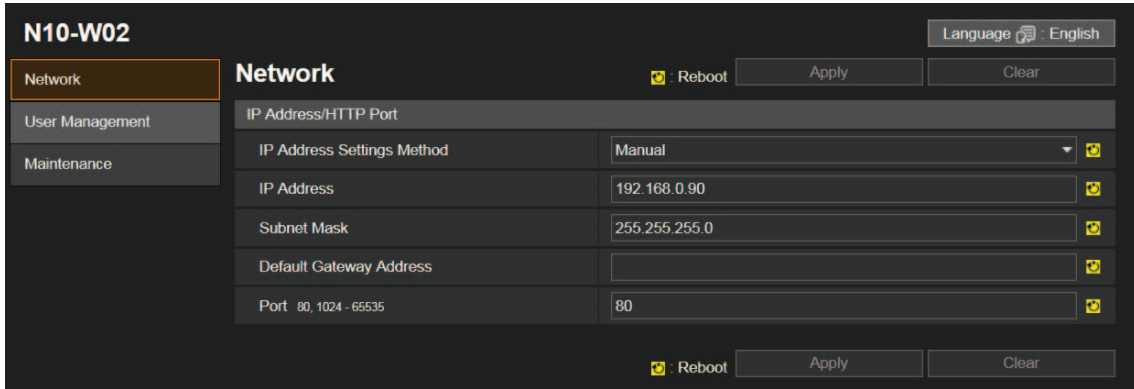 N10-W02
Language : English
Network
User Management
Maintenance
Network
: Reboot
Apply
Clear
IP Address/HTTP Port
IP Address Settings Method
Manual
IP Address
192.168.0.90
Subnet Mask
255.255.255.0
Default Gateway Address
Port 80, 1024 - 65535
80
: Reboot
Apply
Clear